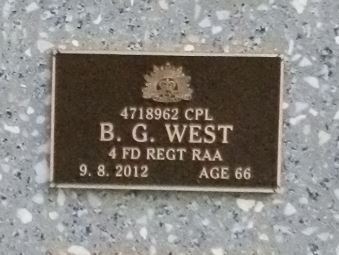 4718962 CPL
B. G. WEST
4 FD REGT RAA
9. 8. 2012 AGE 66